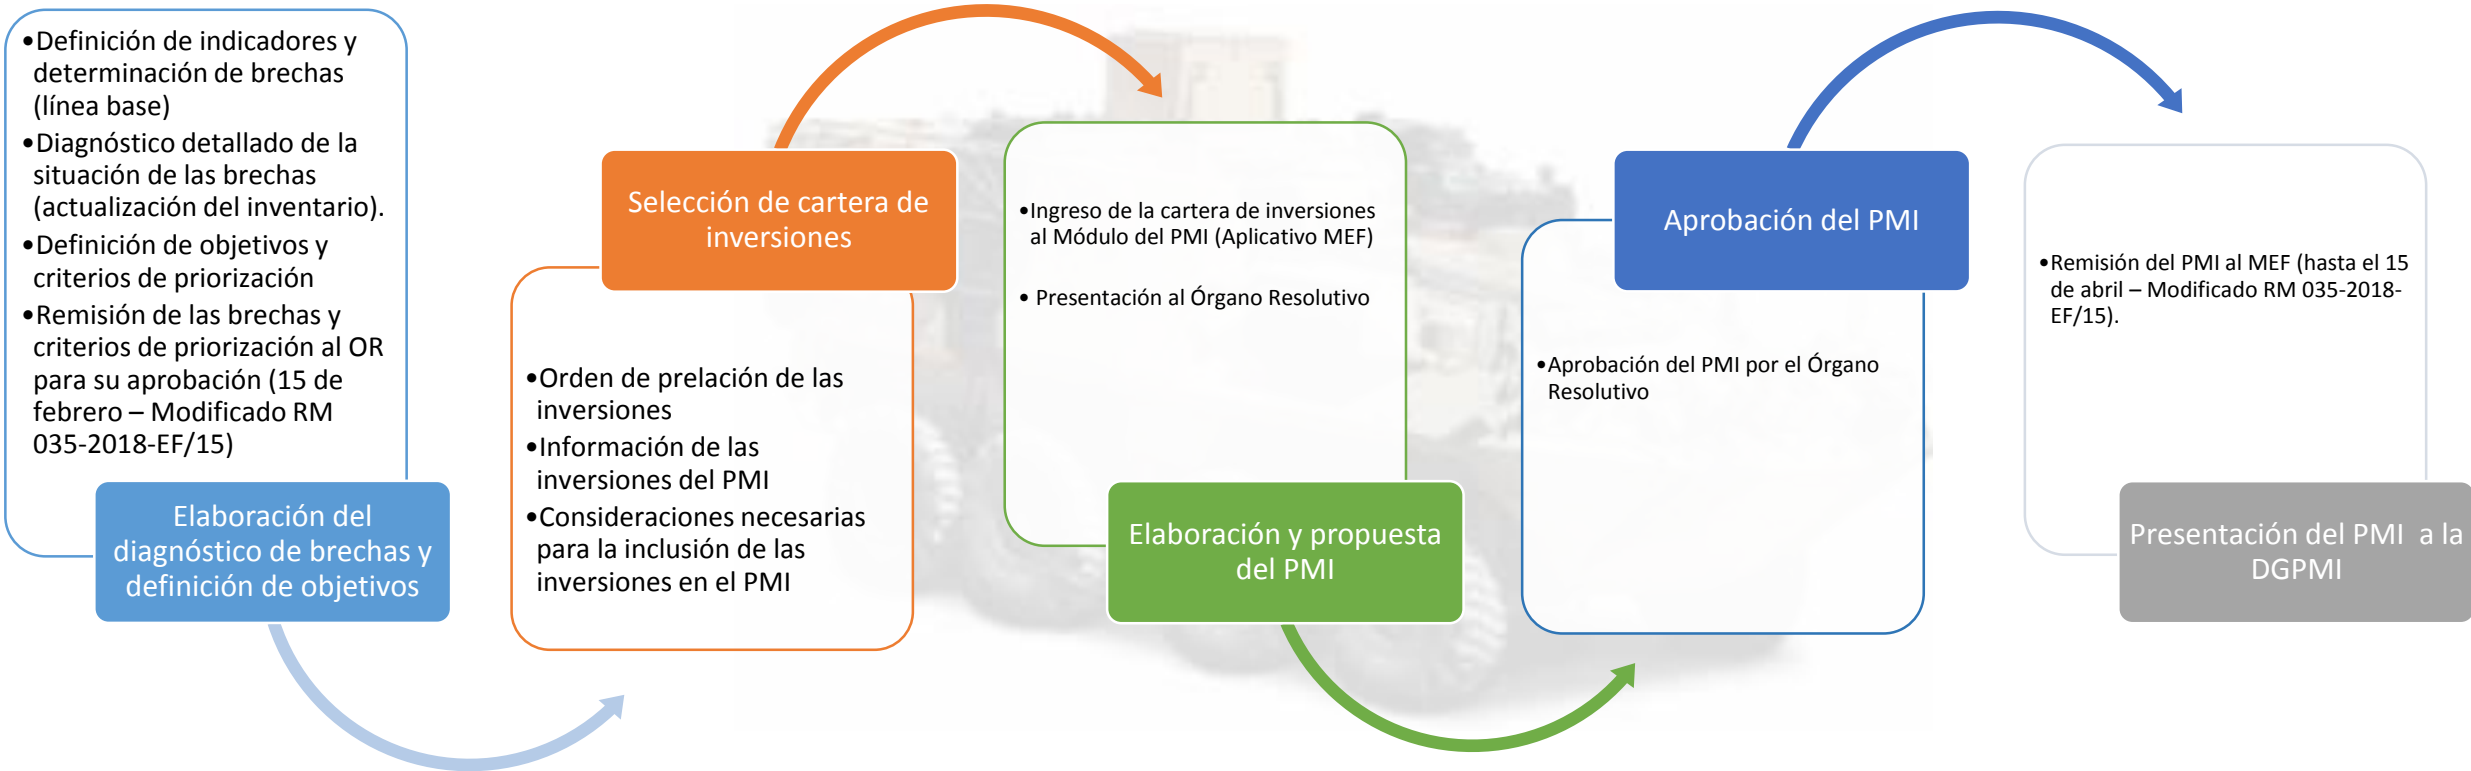 •Definición de indicadores y
determinación de brechas
(línea base)
•Diagnóstico detallado de la
situación de las brechas
(actualización del inventario).
•Definición de objetivos y
criterios de priorización
•Remisión de las brechas y
criterios de priorización al OR
para su aprobación (15 de
febrero – Modificado RM
035-2018-EF/15)
Elaboración del
diagnóstico de brechas y
definición de objetivos
Selección de cartera de
inversiones
•Orden de prelación de las
inversiones
•Información de las
inversiones del PMI
•Consideraciones necesarias
para la inclusión de las
inversiones en el PMI
•Ingreso de la cartera de inversiones
al Módulo del PMI (Aplicativo MEF)
• Presentación al Órgano Resolutivo
Elaboración y propuesta
del PMI
Aprobación del PMI
•Aprobación del PMI por el Órgano
Resolutivo
•Remisión del PMI al MEF (hasta el 15
de abril – Modificado RM 035-2018-
EF/15).
Presentación del PMI a la
DGPMI